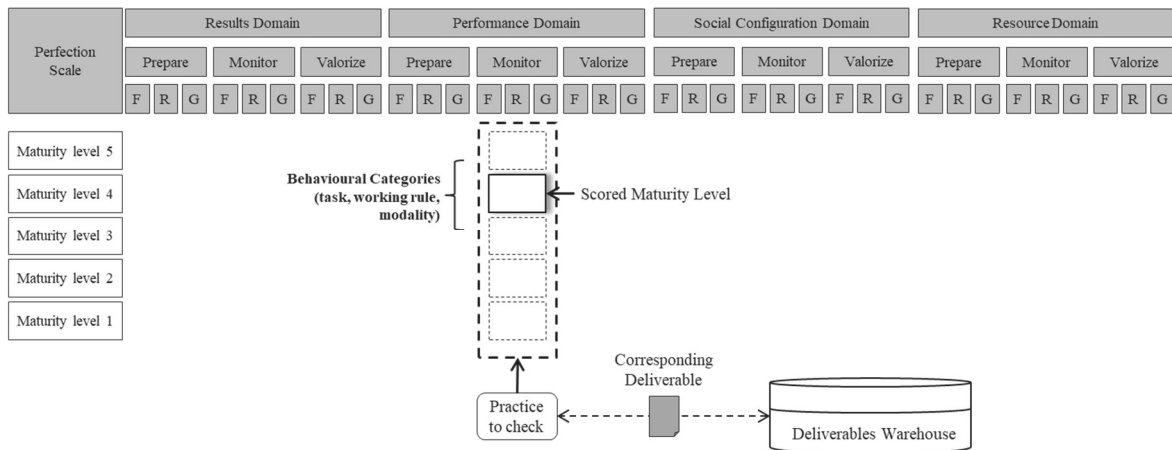 Perfection
Scale
Results Domain
Performance Domain
Social Configuration Domain
Resource Domain
Prepare
Monitor
Valorize
Prepare
Monitor
Valorize
Prepare
Monitor
Valorize
Prepare
Monitor
Valorize
F R G F R G F R G F R G F R G F R G F R G F R G F R G F R G F R G F R G
Maturity level 5
Maturity level 4
Maturity level 3
Maturity level 2
Maturity level 1
Behavioural Categories
(task, working rule,
modality)
Scored Maturity Level
Practice
to check
Corresponding
Deliverable
Deliverables Warehouse